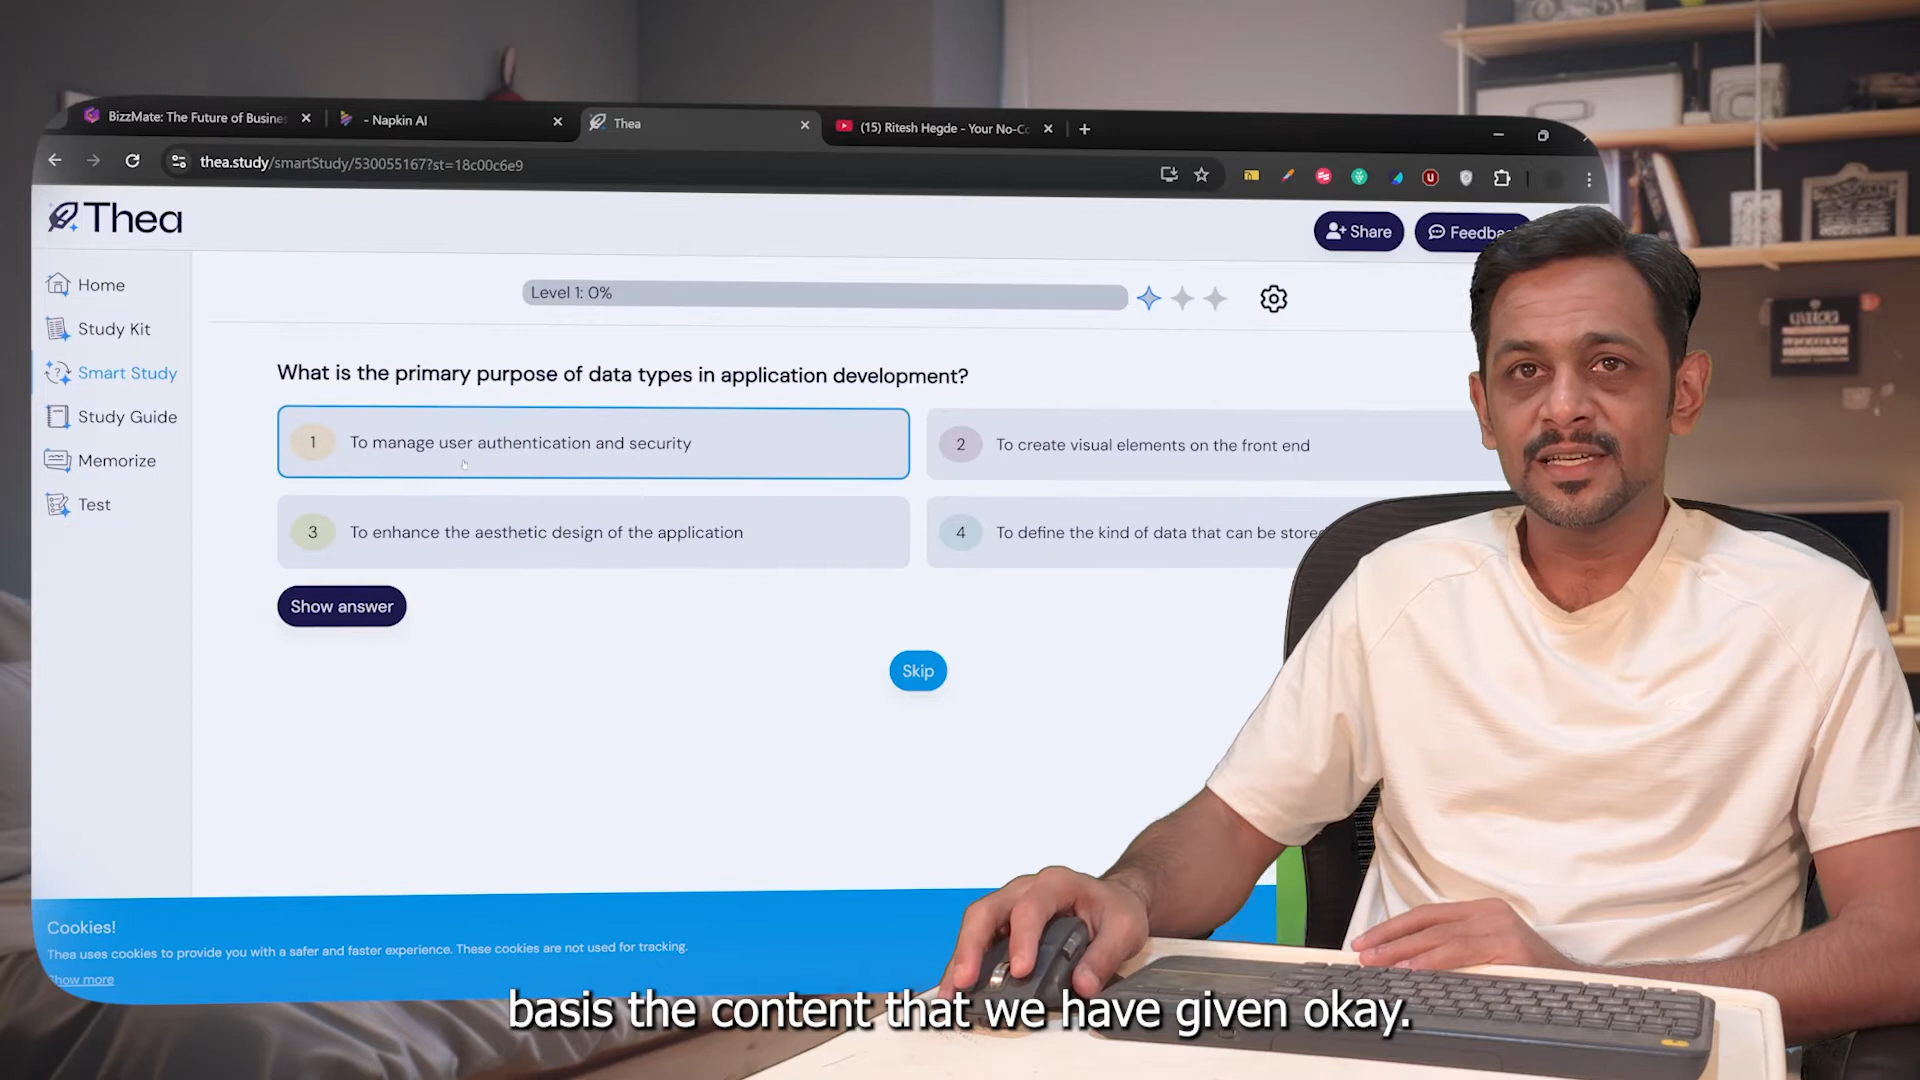 BizzMate: The Future of Busines
- Napkin AI
Thea
(15) Ritesh Hegde - Your No-Co
thea.study/smartStudy/530055167?st=18c00c6e9
Thea
Share
Feedba
Home
Study Kit
Smart Study
Study Guide
Memorize
Test
Level 1: 0%
What is the primary purpose of data types in application development?
1 To manage user authentication and security
2 To create visual elements on the front end
3 To enhance the aesthetic design of the application
4 To define the kind of data that can be store
Show answer
Skip
Cookies!
Thea uses cookies to provide you with a safer and faster experience. These cookies are not used for tracking.
Show more
basis the content that we have given okay.